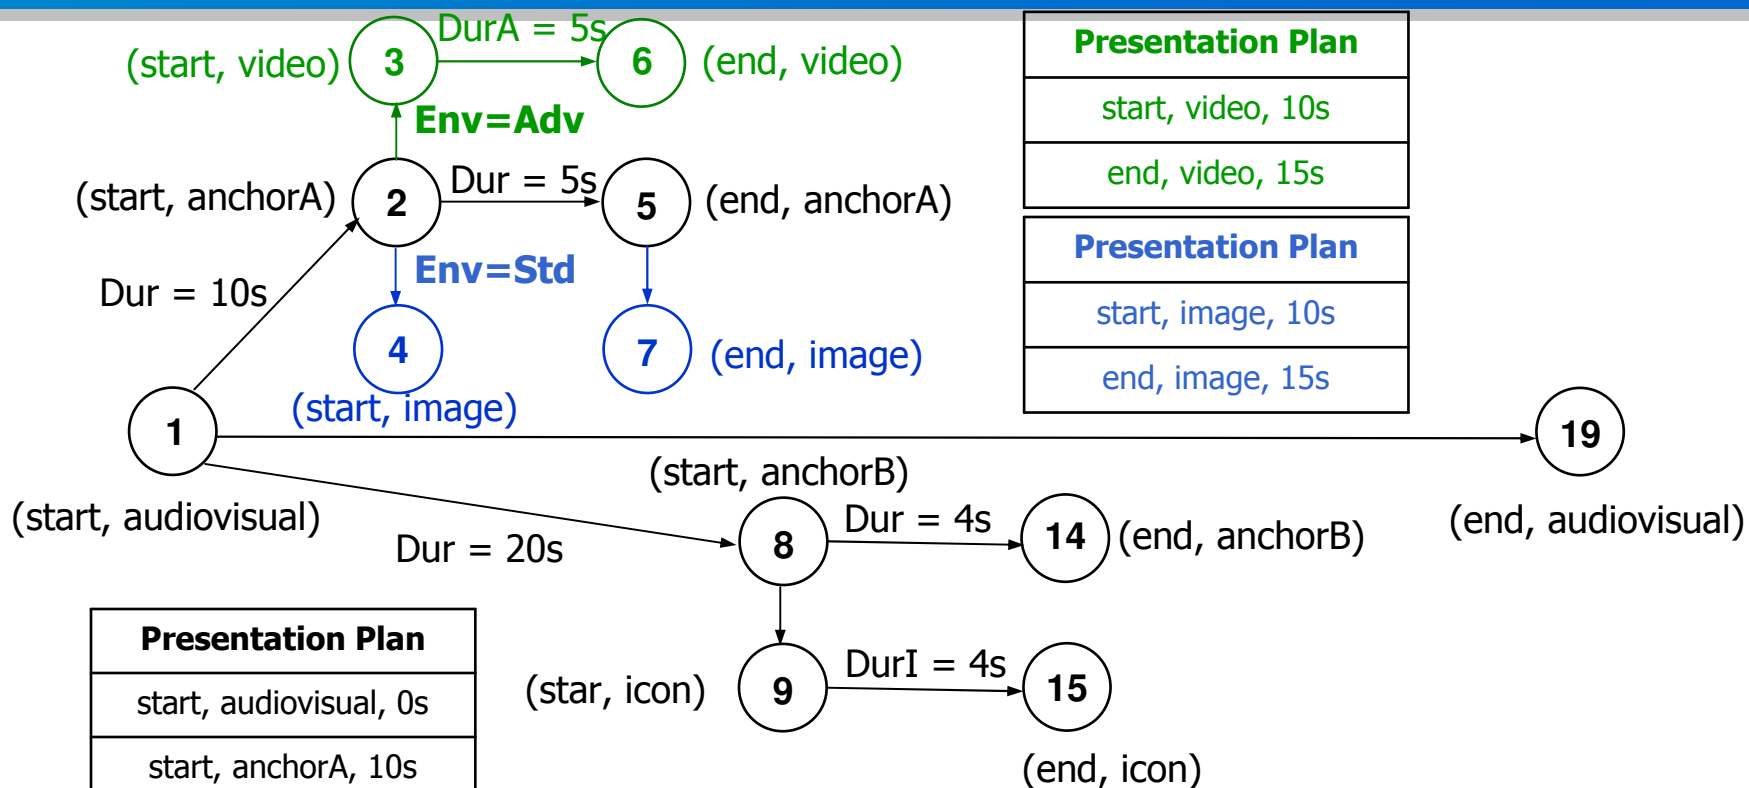 DurA = 5s
(start, video)
3
6
(end, video)
Env=Adv
(start, anchorA)
2
Dur = 5s
5
(end, anchorA)
Env=Std
Dur = 10s
4
7
(end, image)
(start, image)
1
19
(start, audiovisual)
(end, audiovisual)
(start, anchorB)
Dur = 20s
8
Dur = 4s
14
(end, anchorB)
(star, icon)
9
DurI = 4s
15
(end, icon)
Presentation Plan
start, video, 10s
end, video, 15s
Presentation Plan
start, image, 10s
end, image, 15s
Presentation Plan
start, audiovisual, 0s
start, anchorA, 10s